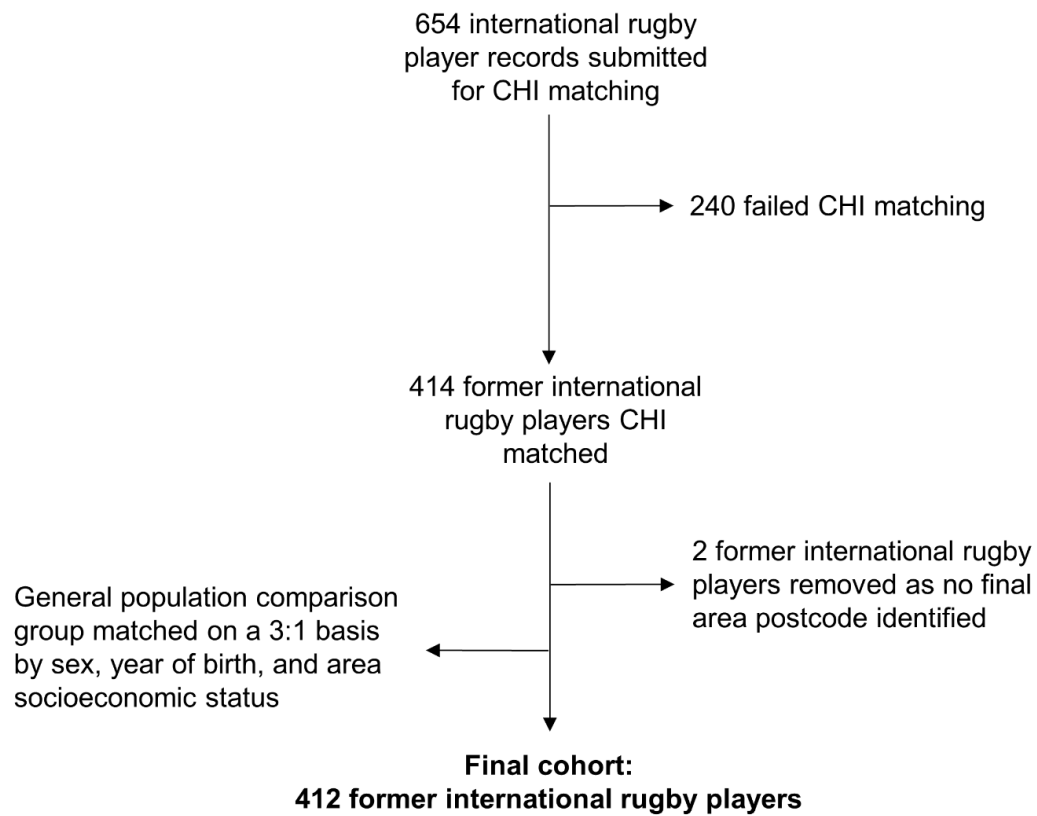 654 international rugby
player records submitted
for CHI matching
240 failed CHI matching
414 former international
rugby players CHI
matched
2 former international rugby
players removed as no final
area postcode identified
General population comparison
group matched on a 3:1 basis
by sex, year of birth, and area
socioeconomic status
Final cohort:
412 former international rugby players